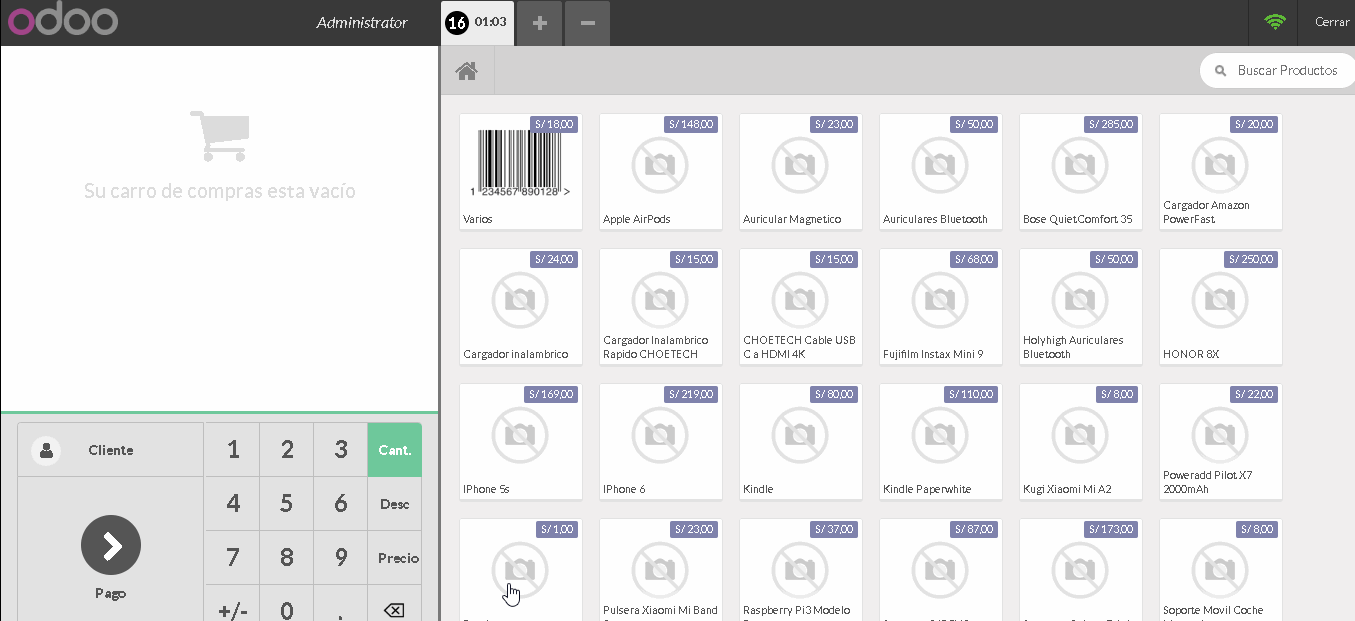 odoo
Administrator
16 01:03
+
−
Cerrar
Buscar Productos
Su carro de compras esta vacío
S/ 18,00
1 234567 890128 >
Varios
S/ 148,00
Apple AirPods
S/ 23,00
Auricular Magnetico
S/ 50,00
Auriculares Bluetooth
S/ 285,00
Bose QuietComfort 35
S/ 20,00
Cargador Amazon
PowerFast
S/ 24,00
Cargador inalambrico
S/ 15,00
Cargador Inalambrico
Rapido CHOETECH
S/ 15,00
CHOETECH Cable USB
C a HDMI 4K
S/ 68,00
Fujifilm Instax Mini 9
S/ 50,00
Holyhigh Auriculares
Bluetooth
S/ 250,00
HONOR 8X
S/ 169,00
IPhone 5s
S/ 219,00
IPhone 6
S/ 80,00
Kindle
S/ 110,00
Kindle Paperwhite
S/ 8,00
Kugi Xiaomi Mi A2
S/ 22,00
Poweradd Pilot X7
2000mAh
S/ 1,00
S/ 23,00
Pulsera Xiaomi Mi Band
S/ 37,00
Raspberry Pi3 Modelo
S/ 87,00
S/ 173,00
S/ 8,00
Soporte Movil Coche
Cliente
1 2 3 Cant.
4 5 6 Desc
7 8 9 Precio
+/- 0 .
Pago